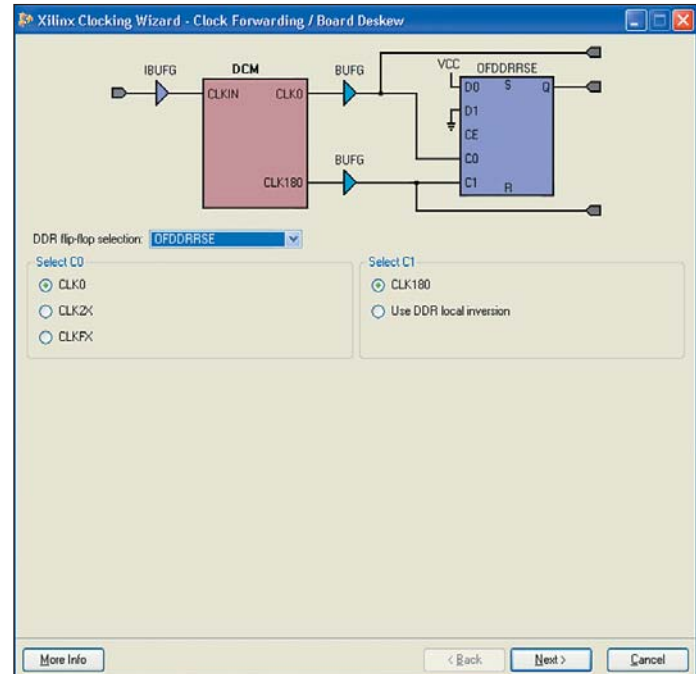 Xilinx Clocking Wizard - Clock Forwarding / Board Deskew
IBUFG
DCM
BUFG
VCC
OFDDRRSE
CLKIN
CLK0
D0
S
Q
D1
CE
BUFG
C0
CLK180
C1
R
DDR flip-flop selection: OFDDRRSE
Select C0
CLK0
CLK2X
CLKFX
Select C1
CLK180
Use DDR local inversion
More Info
< Back
Next >
Cancel